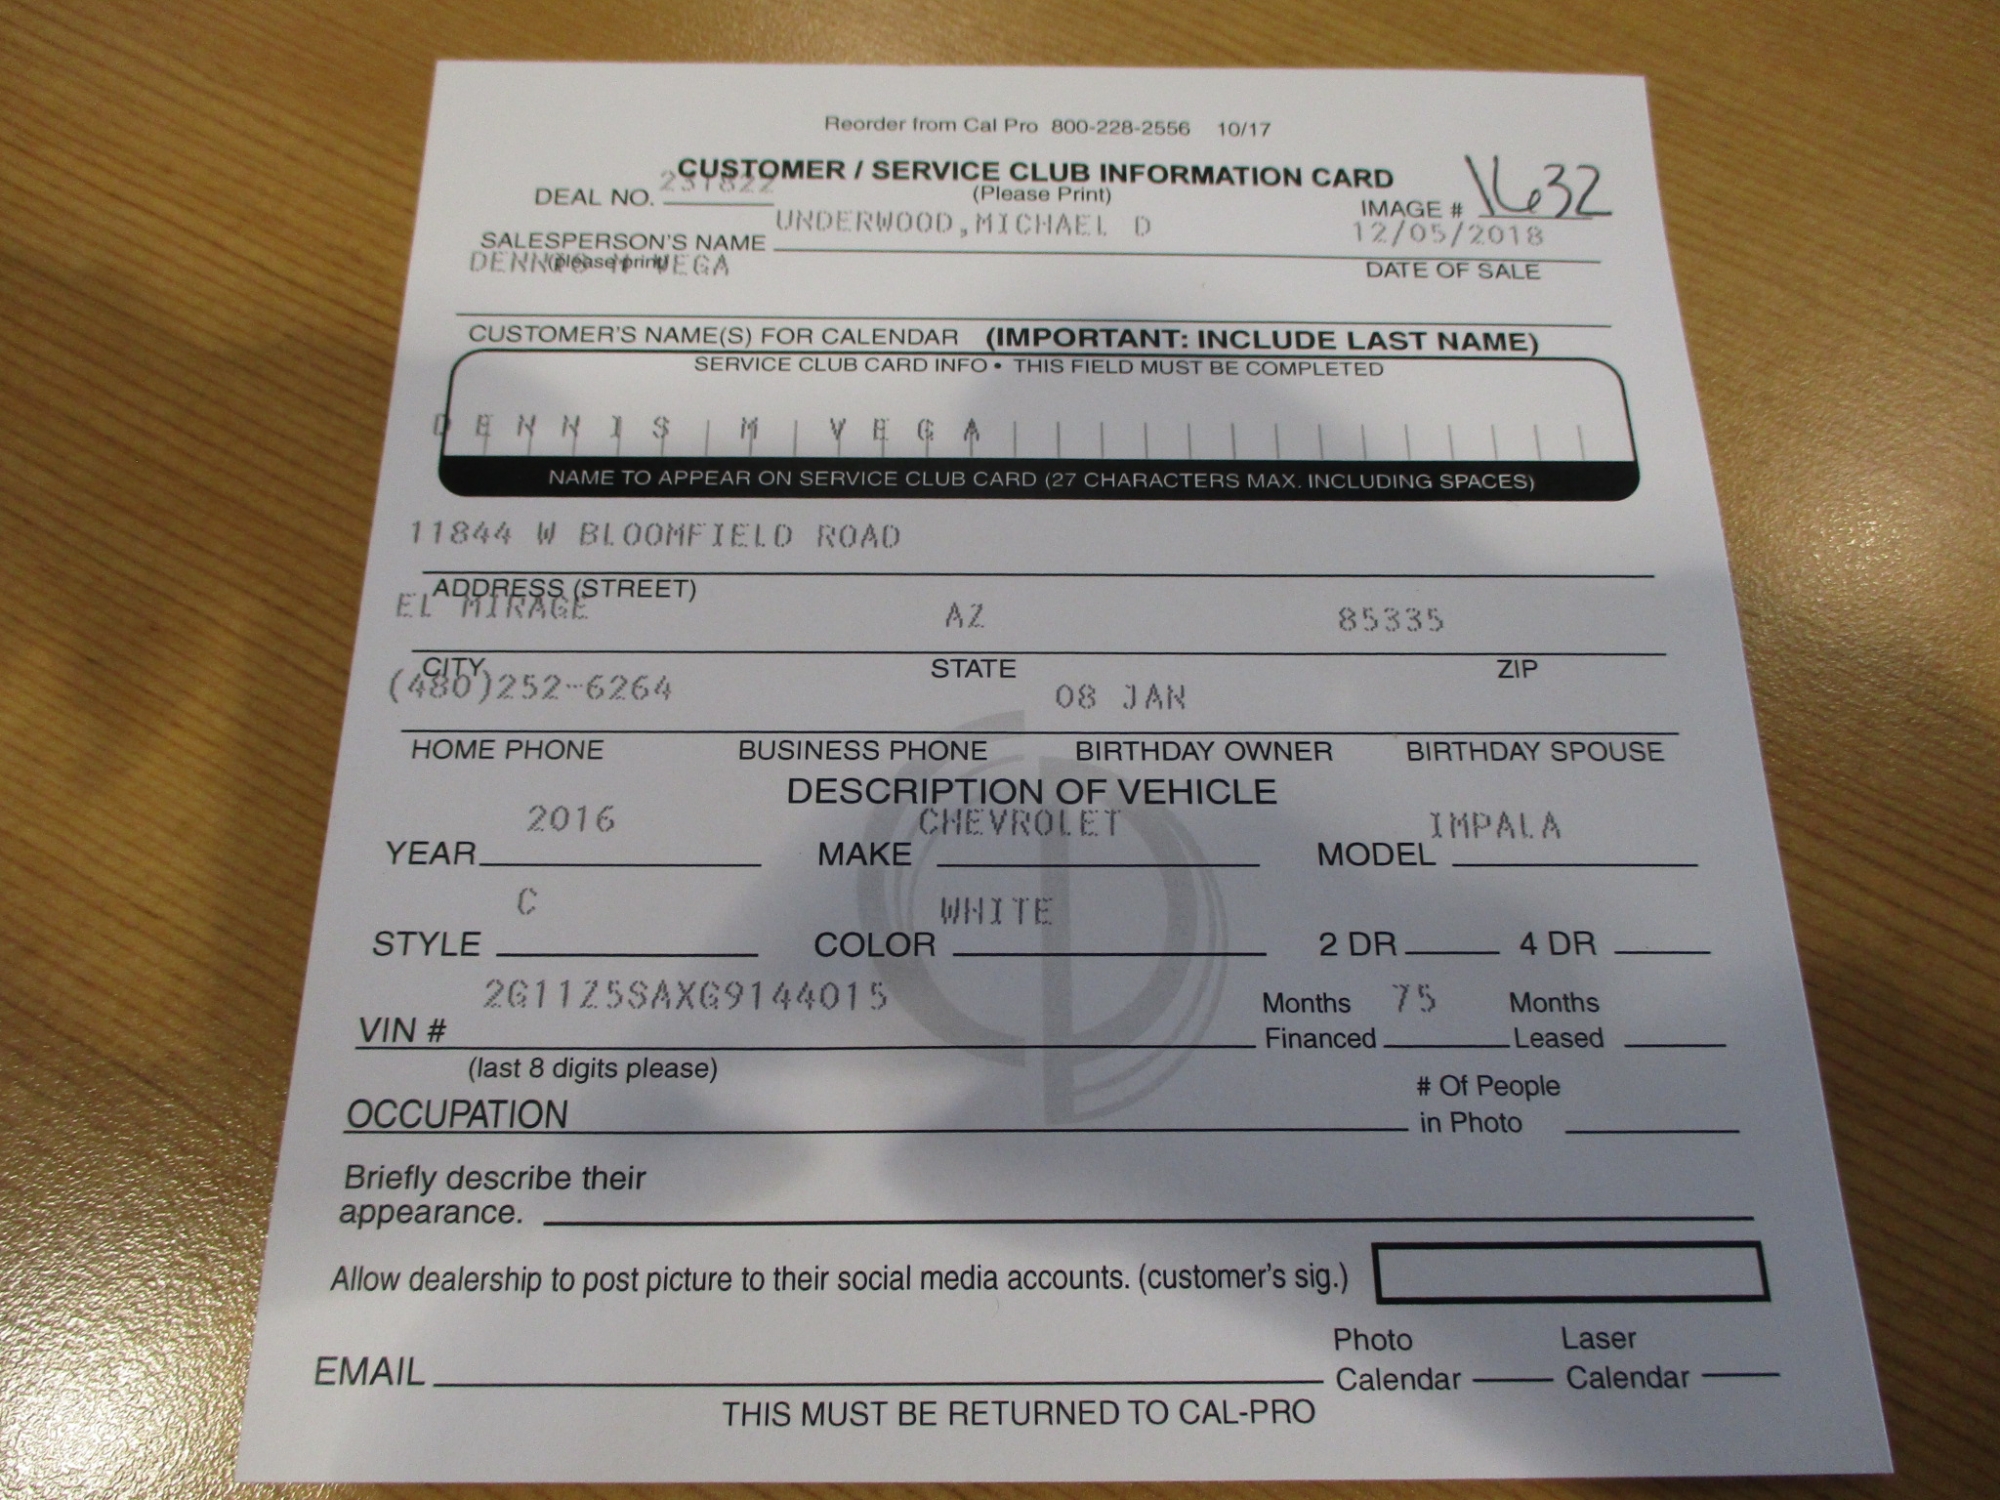 Reorder from Cal Pro 800-228-2556 10/17
CUSTOMER / SERVICE CLUB INFORMATION CARD
DEAL NO. 231822 (Please Print) IMAGE # 1632
SALESPERSON'S NAME UNDERWOOD,MICHAEL D 12/05/2018
(please print) DATE OF SALE
DENNIS M VEGA
CUSTOMER'S NAME(S) FOR CALENDAR (IMPORTANT: INCLUDE LAST NAME)
SERVICE CLUB CARD INFO • THIS FIELD MUST BE COMPLETED
DENNIS M VEGA
NAME TO APPEAR ON SERVICE CLUB CARD (27 CHARACTERS MAX. INCLUDING SPACES)
11844 W BLOOMFIELD ROAD
ADDRESS (STREET)
EL MIRAGE AZ 85335
CITY STATE ZIP
(480)252-6264 08 JAN
HOME PHONE BUSINESS PHONE BIRTHDAY OWNER BIRTHDAY SPOUSE
DESCRIPTION OF VEHICLE
2016 CHEVROLET IMPALA
YEAR MAKE MODEL
C WHITE
STYLE COLOR 2 DR 4 DR
2G11Z5SAXG9144015 Months 75 Months
VIN # Financed Leased
(last 8 digits please) # Of People
OCCUPATION in Photo
Briefly describe their
appearance.
Allow dealership to post picture to their social media accounts. (customer's sig.)
Photo Laser
EMAIL Calendar Calendar
THIS MUST BE RETURNED TO CAL-PRO